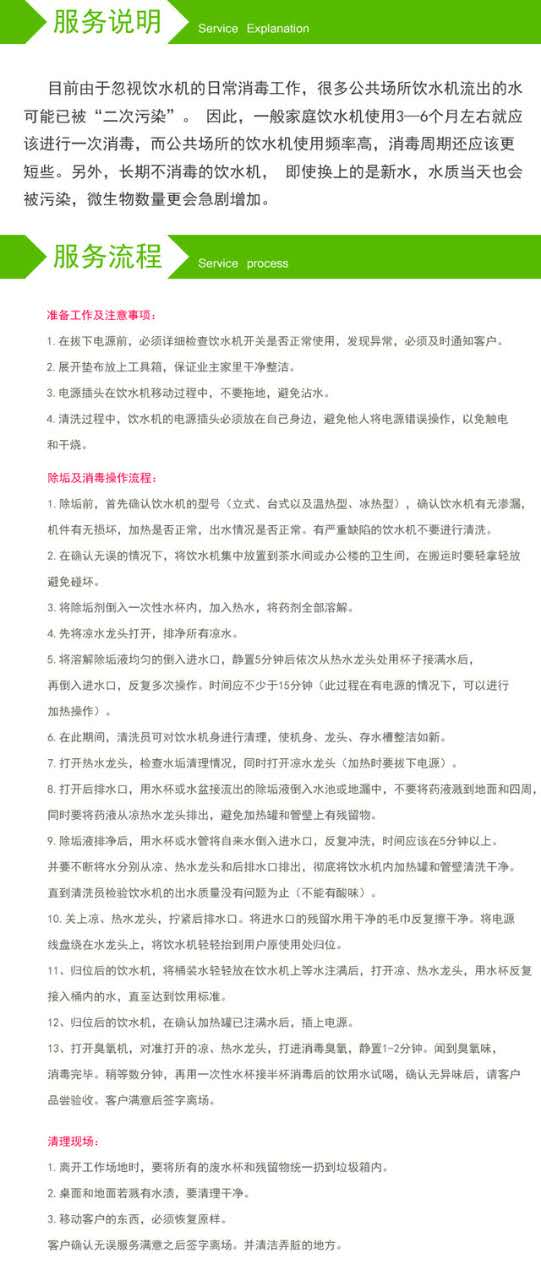 服务说明 Service Explanation
目前由于忽视饮水机的日常消毒工作，很多公共场所饮水机流出的水
可能已被“二次污染”。 因此，一般家庭饮水机使用3—6个月左右就应
该进行一次消毒，而公共场所的饮水机使用频率高，消毒周期还应该更
短些。另外，长期不消毒的饮水机， 即使换上的是新水，水质当天也会
被污染，微生物数量更会急剧增加。
服务流程 Service process
准备工作及注意事项：
1. 在拔下电源前，必须详细检查饮水机开关是否正常使用，发现异常，必须及时通知客户。
2. 展开垫布放上工具箱，保证业主家里干净整洁。
3. 电源插头在饮水机移动过程中，不要拖地，避免沾水。
4. 清洗过程中，饮水机的电源插头必须放在自己身边，避免他人将电源错误操作，以免触电
和干烧。
除垢及消毒操作流程：
1. 除垢前，首先确认饮水机的型号（立式、台式以及温热型、冰热型），确认饮水机有无渗漏，
机件有无损坏，加热是否正常，出水情况是否正常。有严重缺陷的饮水机不要进行清洗。
2. 在确认无误的情况下，将饮水机集中放置到茶水间或办公楼的卫生间，在搬运时要轻拿轻放
避免碰坏。
3. 将除垢剂倒入一次性水杯内，加入热水，将药剂全部溶解。
4. 先将凉水龙头打开，排净所有凉水。
5. 将溶解除垢液均匀的倒入进水口，静置5分钟后依次从热水龙头处用杯子接满水后，
再倒入进水口，反复多次操作。时间应不少于15分钟（此过程在有电源的情况下，可以进行
加热操作）。
6. 在此期间，清洗员可对饮水机身进行清理，使机身、龙头、存水槽整洁如新。
7. 打开热水龙头，检查水垢清理情况，同时打开凉水龙头（加热时要拔下电源）。
8. 打开后排水口，用水杯或水盆接流出的除垢液倒入水池或地漏中，不要将药液溅到地面和四周，
同时要将药液从凉热水龙头排出，避免加热罐和管壁上有残留物。
9. 除垢液排净后，用水杯或水管将自来水倒入进水口，反复冲洗，时间应该在5分钟以上。
并要不断将水分别从凉、热水龙头和后排水口排出，彻底将饮水机内加热罐和管壁清洗干净。
直到清洗员检验饮水机的出水质量没有问题为止（不能有酸味）。
10. 关上凉、热水龙头，拧紧后排水口。将进水口的残留水用干净的毛巾反复擦干净。将电源
线盘绕在水龙头上，将饮水机轻轻抬到用户原使用处归位。
11、归位后的饮水机，将桶装水轻轻放在饮水机上等水注满后，打开凉、热水龙头，用水杯反复
接入桶内的水，直至达到饮用标准。
12、归位后的饮水机，在确认加热罐已注满水后，插上电源。
13、打开臭氧机，对准打开的凉、热水龙头，打进消毒臭氧，静置1-2分钟。闻到臭氧味，
消毒完毕。稍等数分钟，再用一次性水杯接半杯消毒后的饮用水试喝，确认无异味后，请客户
品尝验收。客户满意后签字离场。
清理现场：
1. 离开工作场地时，要将所有的废水杯和残留物统一扔到垃圾箱内。
2. 桌面和地面若溅有水渍，要清理干净。
3. 移动客户的东西，必须恢复原样。
客户确认无误服务满意之后签字离场。并清洁弄脏的地方。